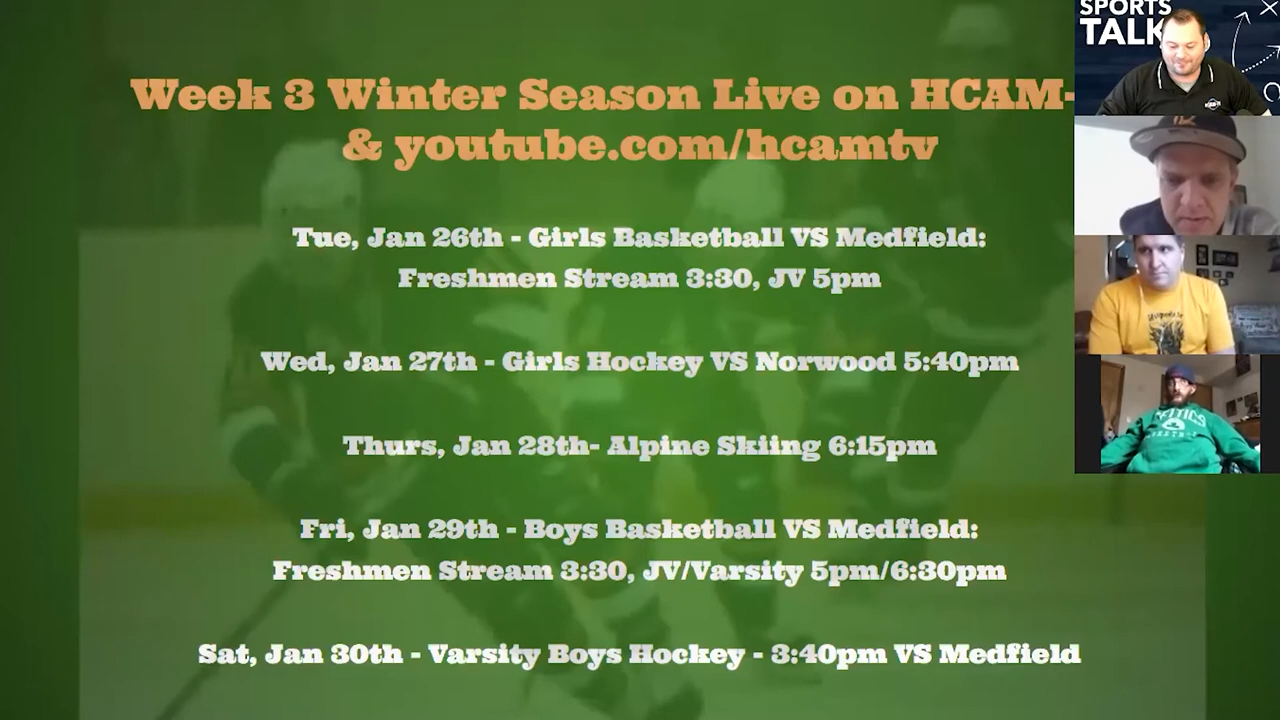 Week 3 Winter Season Live on HCAM-
& youtube.com/hcamtv
Tue, Jan 26th - Girls Basketball VS Medfield:
Freshmen Stream 3:30, JV 5pm
Wed, Jan 27th - Girls Hockey VS Norwood 5:40pm
Thurs, Jan 28th- Alpine Skiing 6:15pm
Fri, Jan 29th - Boys Basketball VS Medfield:
Freshmen Stream 3:30, JV/Varsity 5pm/6:30pm
Sat, Jan 30th - Varsity Boys Hockey - 3:40pm VS Medfield
SPORTS
TALK